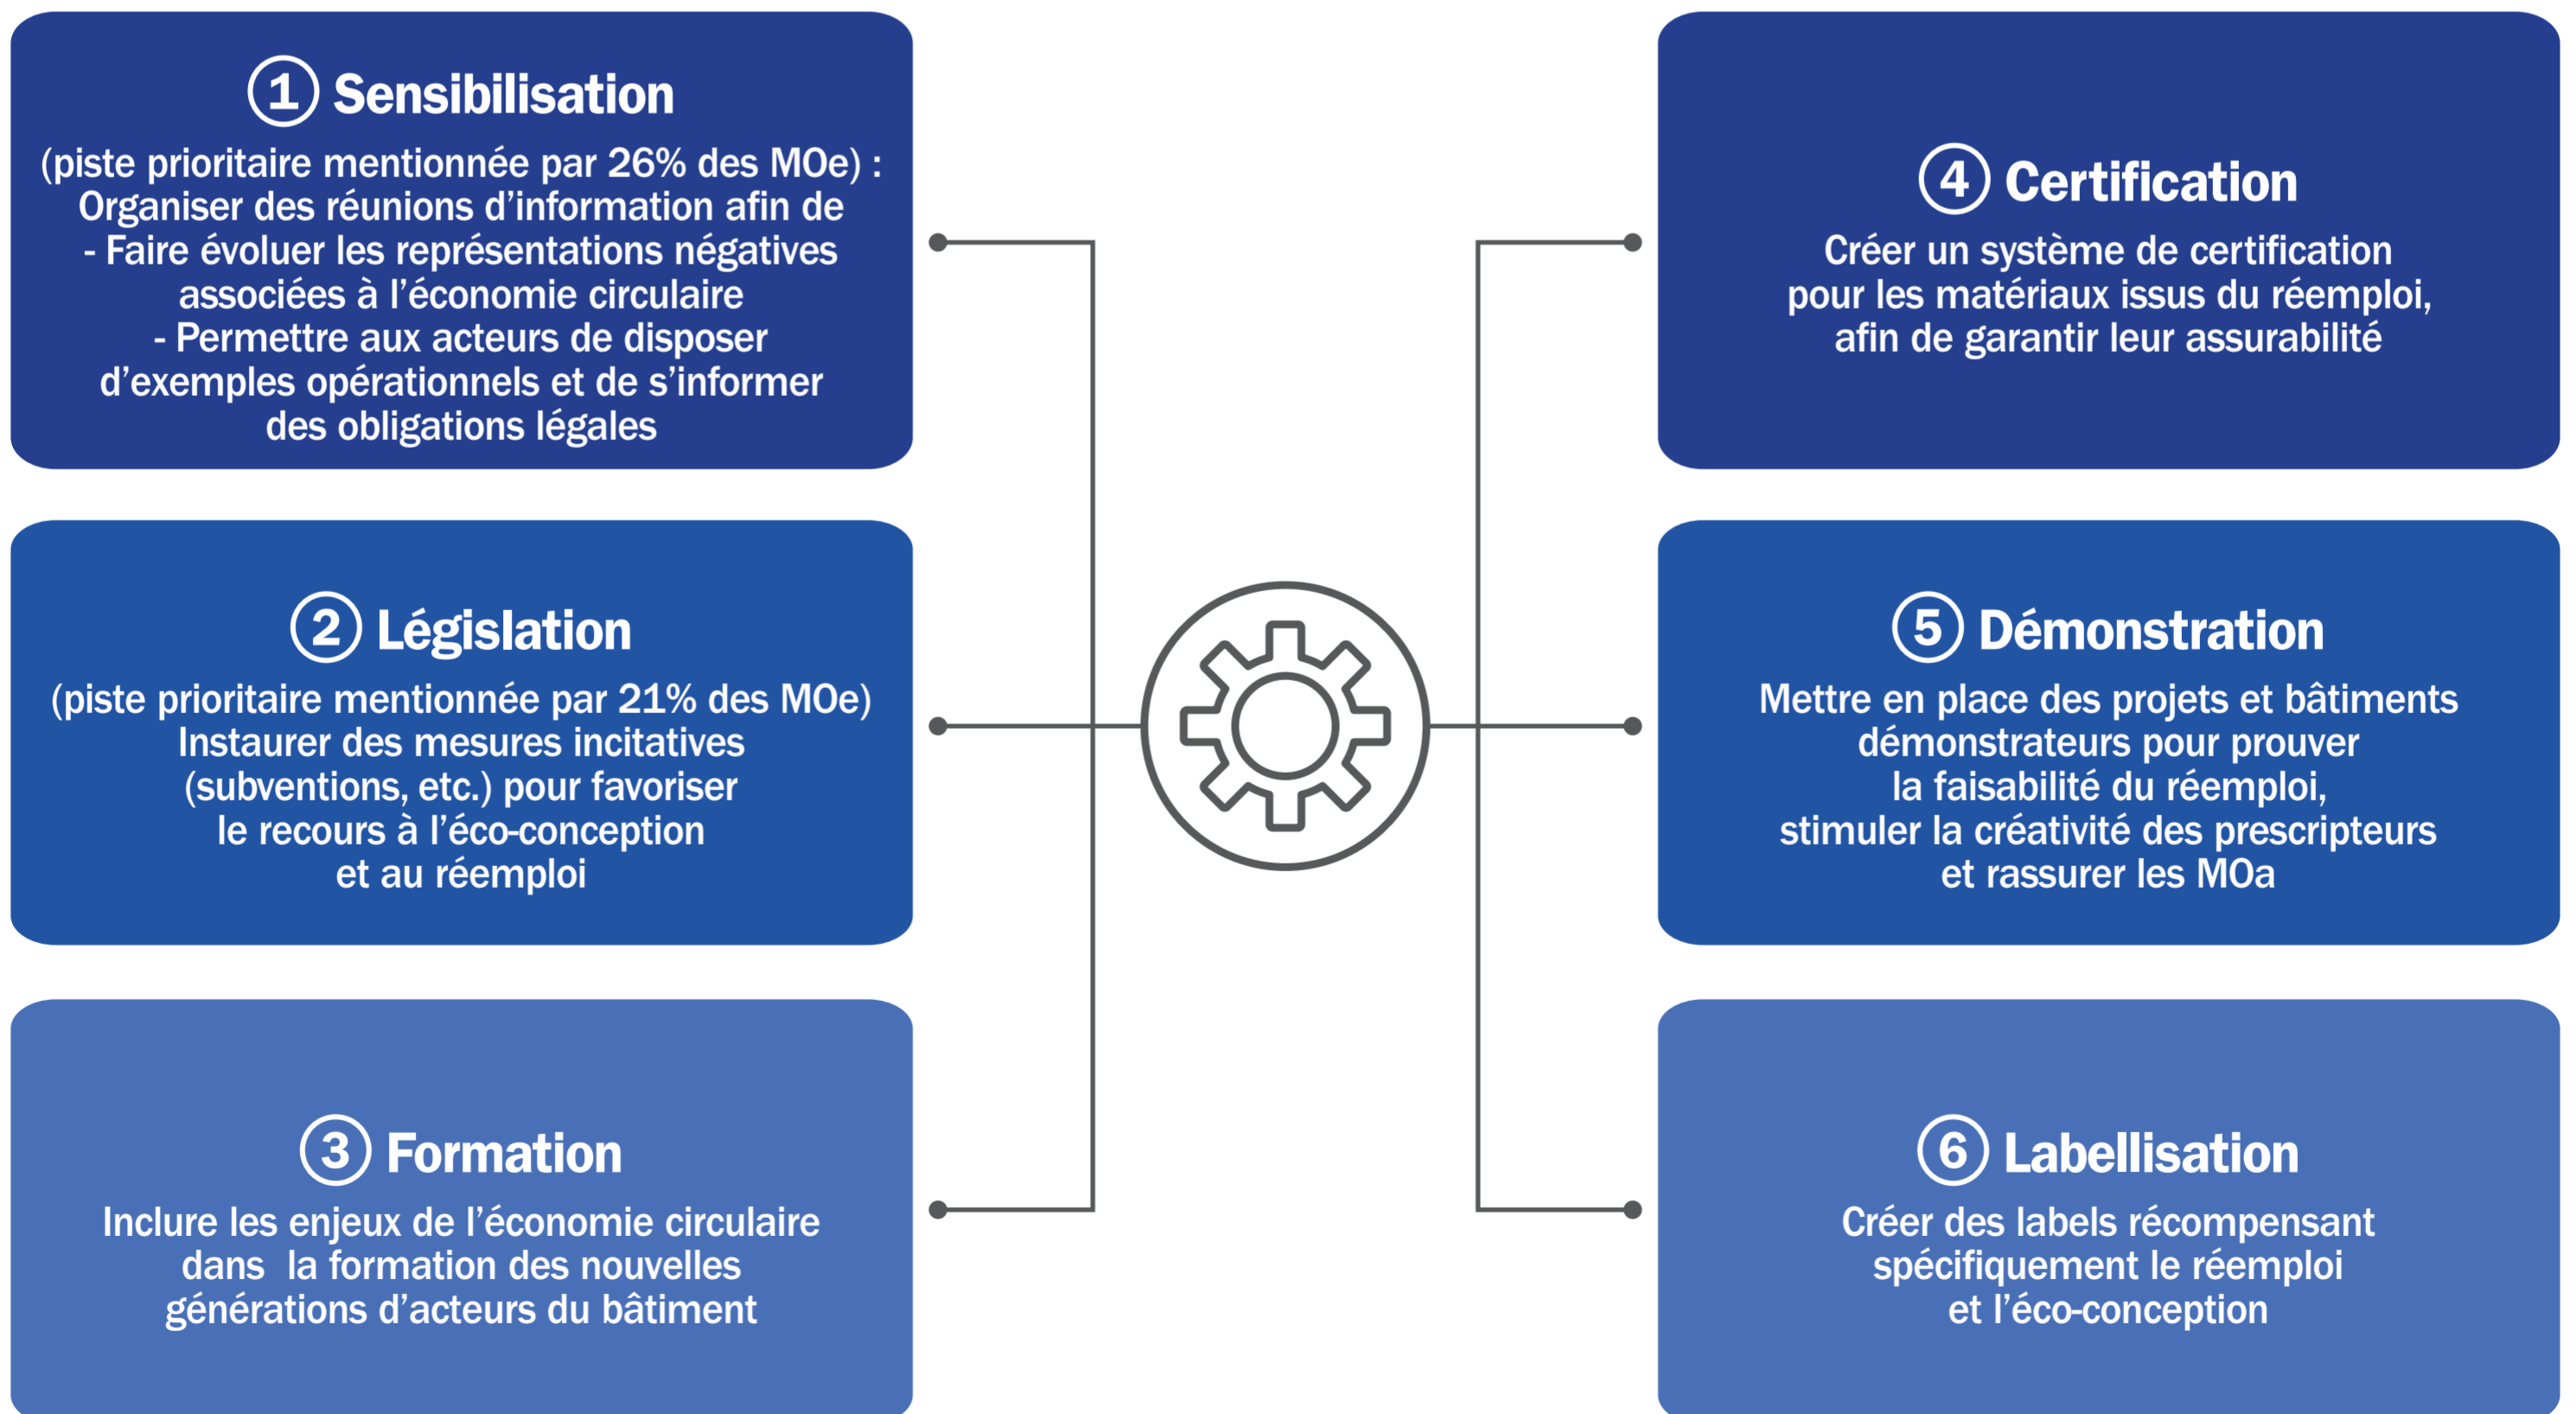 1 Sensibilisation
(piste prioritaire mentionnée par 26% des MOe) :
Organiser des réunions d’information afin de
- Faire évoluer les représentations négatives
associées à l’économie circulaire
- Permettre aux acteurs de disposer
d’exemples opérationnels et de s’informer
des obligations légales
2 Législation
(piste prioritaire mentionnée par 21% des MOe)
Instaurer des mesures incitatives
(subventions, etc.) pour favoriser
le recours à l’éco-conception
et au réemploi
3 Formation
Inclure les enjeux de l’économie circulaire
dans la formation des nouvelles
générations d’acteurs du bâtiment
4 Certification
Créer un système de certification
pour les matériaux issus du réemploi,
afin de garantir leur assurabilité
5 Démonstration
Mettre en place des projets et bâtiments
démonstrateurs pour prouver
la faisabilité du réemploi,
stimuler la créativité des prescripteurs
et rassurer les MOa
6 Labellisation
Créer des labels récompensant
spécifiquement le réemploi
et l’éco-conception